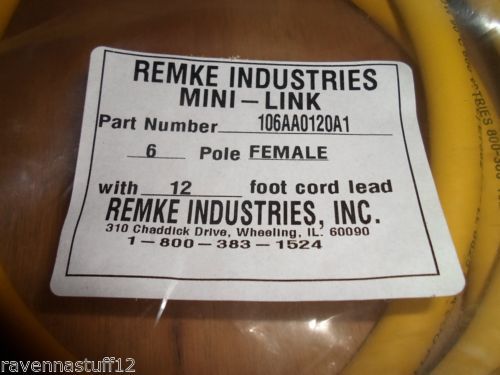 REMKE INDUSTRIES
MINI-LINK
Part Number 106AA0120A1
6 Pole FEMALE
with 12 foot cord lead
REMKE INDUSTRIES, INC.
310 Chaddick Drive, Wheeling, IL. 60090
1-800-383-1524
ravennastuff12